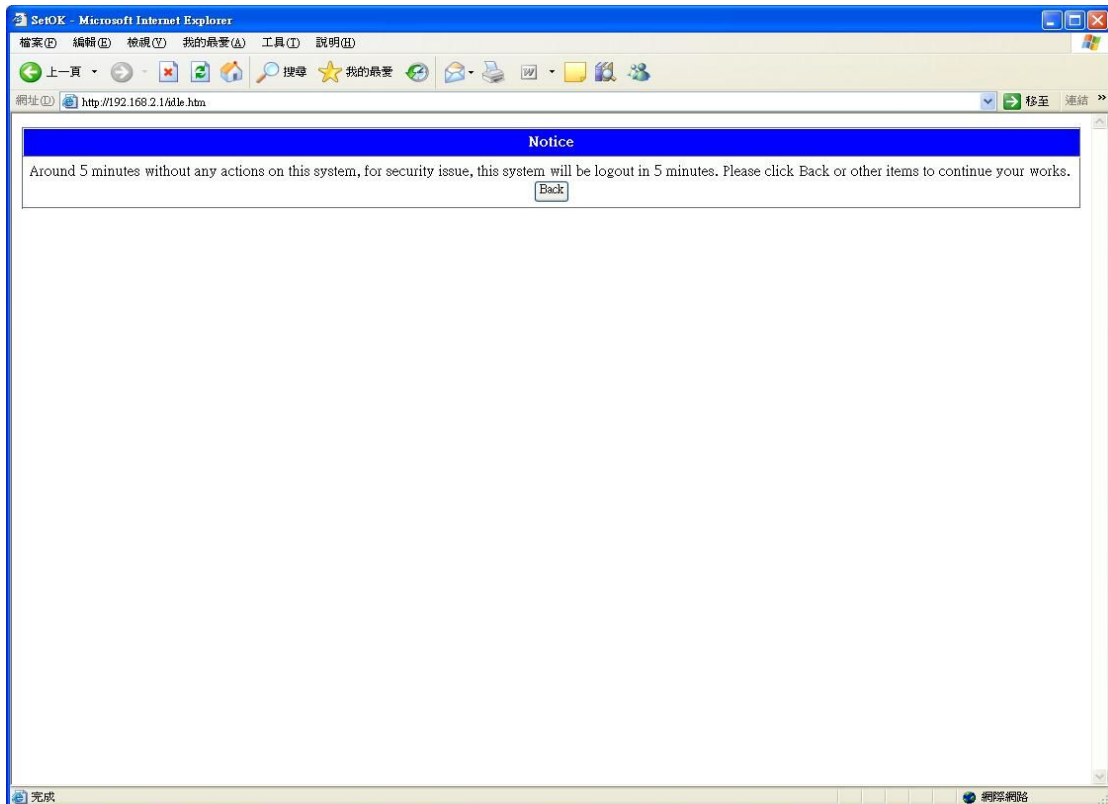 SetOK - Microsoft Internet Explorer
檔案(F) 編輯(E) 檢視(V) 我的最愛(A) 工具(T) 說明(H)
上一頁 搜尋 我的最愛
網址(D) http://192.168.2.1/idle.htm 移至 連結 »
Notice
Around 5 minutes without any actions on this system, for security issue, this system will be logout in 5 minutes. Please click Back or other items to continue your works.
Back
完成 網際網路